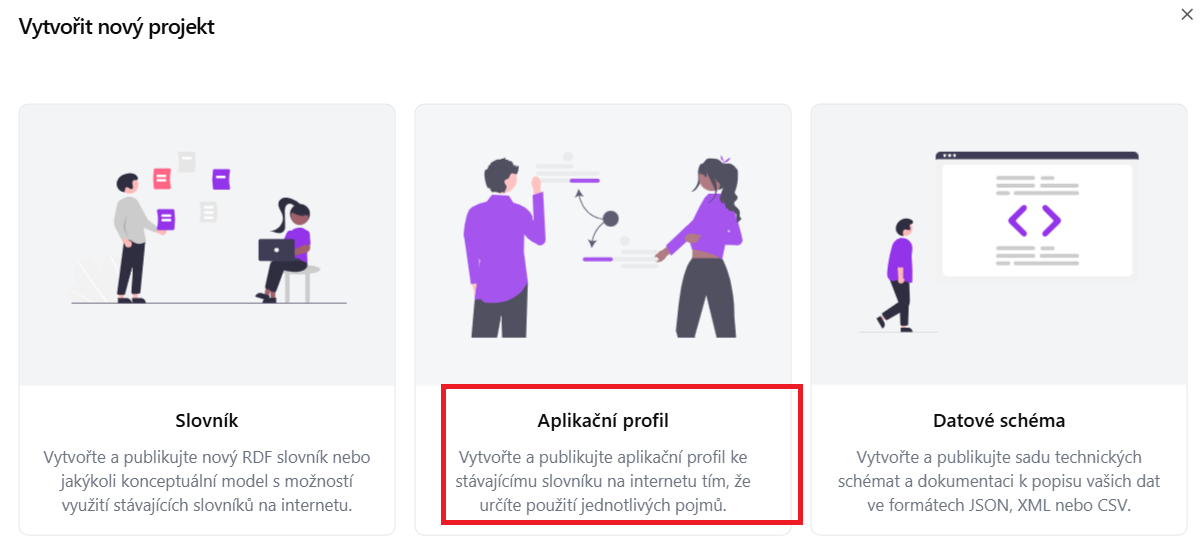 Vytvořit nový projekt
Slovník
Vytvořte a publikujte nový RDF slovník nebo
jakýkoli konceptuální model s možností
využití stávajících slovníků na internetu.
Aplikační profil
Vytvořte a publikujte aplikační profil ke
stávajícímu slovníku na internetu tím, že
určíte použití jednotlivých pojmů.
Datové schéma
Vytvořte a publikujte sadu technických
schémat a dokumentaci k popisu vašich dat
ve formátech JSON, XML nebo CSV.